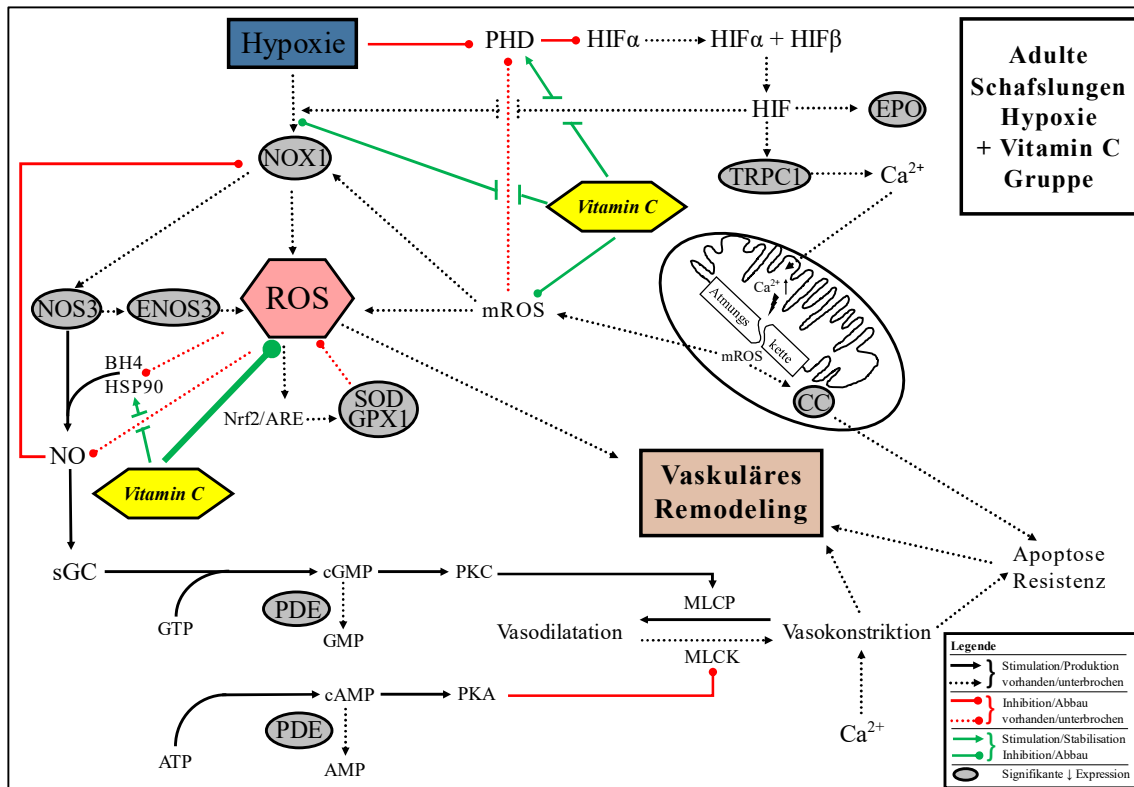 Hypoxie
PHD
HIFα
HIFα + HIFβ
Adulte
Schafslungen
Hypoxie
+ Vitamin C
Gruppe
HIF
EPO
NOX1
TRPC1
Ca²⁺
Vitamin C
NOS3
ENOS3
ROS
mROS
Ca²⁺ ↑
Atmungs
kette
mROS
CC
BH4
HSP90
Nrf2/ARE
SOD
GPX1
NO
Vitamin C
Vaskuläres
Remodeling
sGC
cGMP
PKC
Apoptose
Resistenz
GTP
PDE
GMP
MLCP
Vasodilatation
Vasokonstriktion
MLCK
cAMP
PKA
PDE
ATP
AMP
Ca²⁺
Legende
Stimulation/Produktion
vorhanden/unterbrochen
Inhibition/Abbau
vorhanden/unterbrochen
Stimulation/Stabilisation
Inhibition/Abbau
Signifikante ↓ Expression